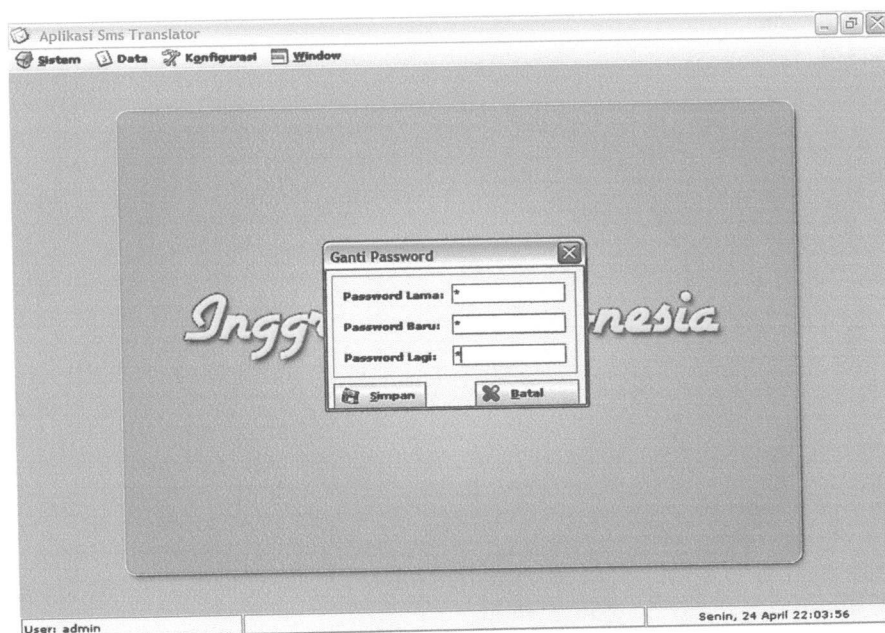 Aplikasi Sms Translator
Sistem Data Konfigurasi Window
Ganti Password
Password Lama: *
Password Baru: *
Password Lagi: *
Simpan Batal
User: admin
Senin, 24 April 22:03:56